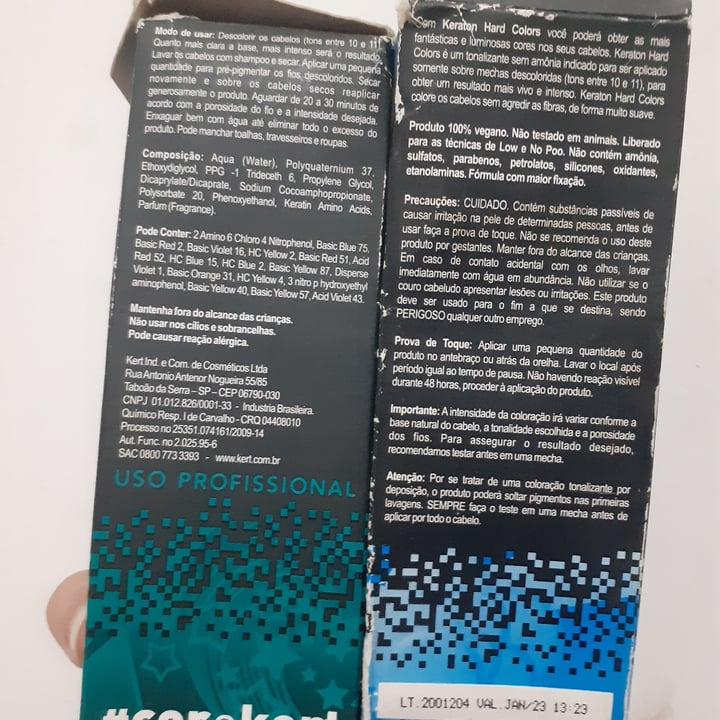 Modo de usar: Descolorir os cabelos (tons entre 10 e 11)
Quanto mais clara a base, mais intenso será o resultado
Lavar os cabelos com shampoo e secar. Aplicar uma pequena
quantidade para pré-pigmentar os fios descoloridos. Secar
novamente e sobre os cabelos secos reaplicar
generosamente o produto. Aguardar de 20 a 30 minutos de
acordo com a porosidade do fio e a intensidade desejada.
Enxaguar bem com água até eliminar todo o excesso do
produto. Pode manchar toalhas, travesseiros e roupas.
Composição: Aqua (Water), Polyquaternium 37,
Ethoxydiglycol, PPG -1 Trideceth 6, Propylene Glycol,
Dicaprylate/Dicaprate, Sodium Cocoamphopropionate,
Polysorbate 20, Phenoxyethanol, Keratin Amino Acids,
Parfum (Fragrance).
Pode Conter: 2 Amino 6 Chloro 4 Nitrophenol, Basic Blue 75,
Basic Red 2, Basic Violet 16, HC Yellow 2, Basic Red 51, Acid
Red 52, HC Blue 15, HC Blue 2, Basic Yellow 87, Disperse
Violet 1, Basic Orange 31, HC Yellow 4, 3 nitro p hydroxyethyl
aminophenol, Basic Yellow 40, Basic Yellow 57, Acid Violet 43.
Mantenha fora do alcance das crianças.
Não usar nos cílios e sobrancelhas.
Pode causar reação alérgica.
Kert Ind. e Com. de Cosméticos Ltda
Rua Antonio Antenor Nogueira 55/85
Taboão da Serra – SP – CEP 06790-030
CNPJ 01.012.826/0001-33 - Industria Brasileira.
Químico Resp. I de Carvalho - CRQ 04408010
Processo no 25351.074161/2009-14
Aut. Func. no 2.025.95-6
SAC 0800 773 3393 - www.kert.com.br
USO PROFISSIONAL
Com Keraton Hard Colors você poderá obter as mais
fantásticas e luminosas cores nos seus cabelos. Keraton Hard
Colors é um tonalizante sem amônia indicado para ser aplicado
somente sobre mechas descoloridas (tons entre 10 e 11), para
obter um resultado mais vivo e intenso. Keraton Hard Colors
colore os cabelos sem agredir as fibras, de forma muito suave.
Produto 100% vegano. Não testado em animais. Liberado
para as técnicas de Low e No Poo. Não contém amônia,
sulfatos, parabenos, petrolatos, silicones, oxidantes,
etanolaminas. Fórmula com maior fixação.
Precauções: CUIDADO. Contém substâncias passíveis de
causar irritação na pele de determinadas pessoas, antes de
usar faça a prova de toque. Não se recomenda o uso deste
produto por gestantes. Manter fora do alcance das crianças.
Em caso de contato acidental com os olhos, lavar
imediatamente com água em abundância. Não utilizar se o
couro cabeludo apresentar lesões ou irritações. Este produto
deve ser usado para o fim a que se destina, sendo
PERIGOSO qualquer outro emprego.
Prova de Toque: Aplicar uma pequena quantidade do
produto no antebraço ou atrás da orelha. Lavar o local após
período igual ao tempo de pausa. Não havendo reação visível
durante 48 horas, proceder à aplicação do produto.
Importante: A intensidade da coloração irá variar conforme a
base natural do cabelo, a tonalidade escolhida e a porosidade
dos fios. Para assegurar o resultado desejado,
recomendamos testar antes em uma mecha.
Atenção: Por se tratar de uma coloração tonalizante por
deposição, o produto poderá soltar pigmentos nas primeiras
lavagens. SEMPRE faça o teste em uma mecha antes de
aplicar por todo o cabelo.
LT.2001204 VAL.JAN/23 13:23